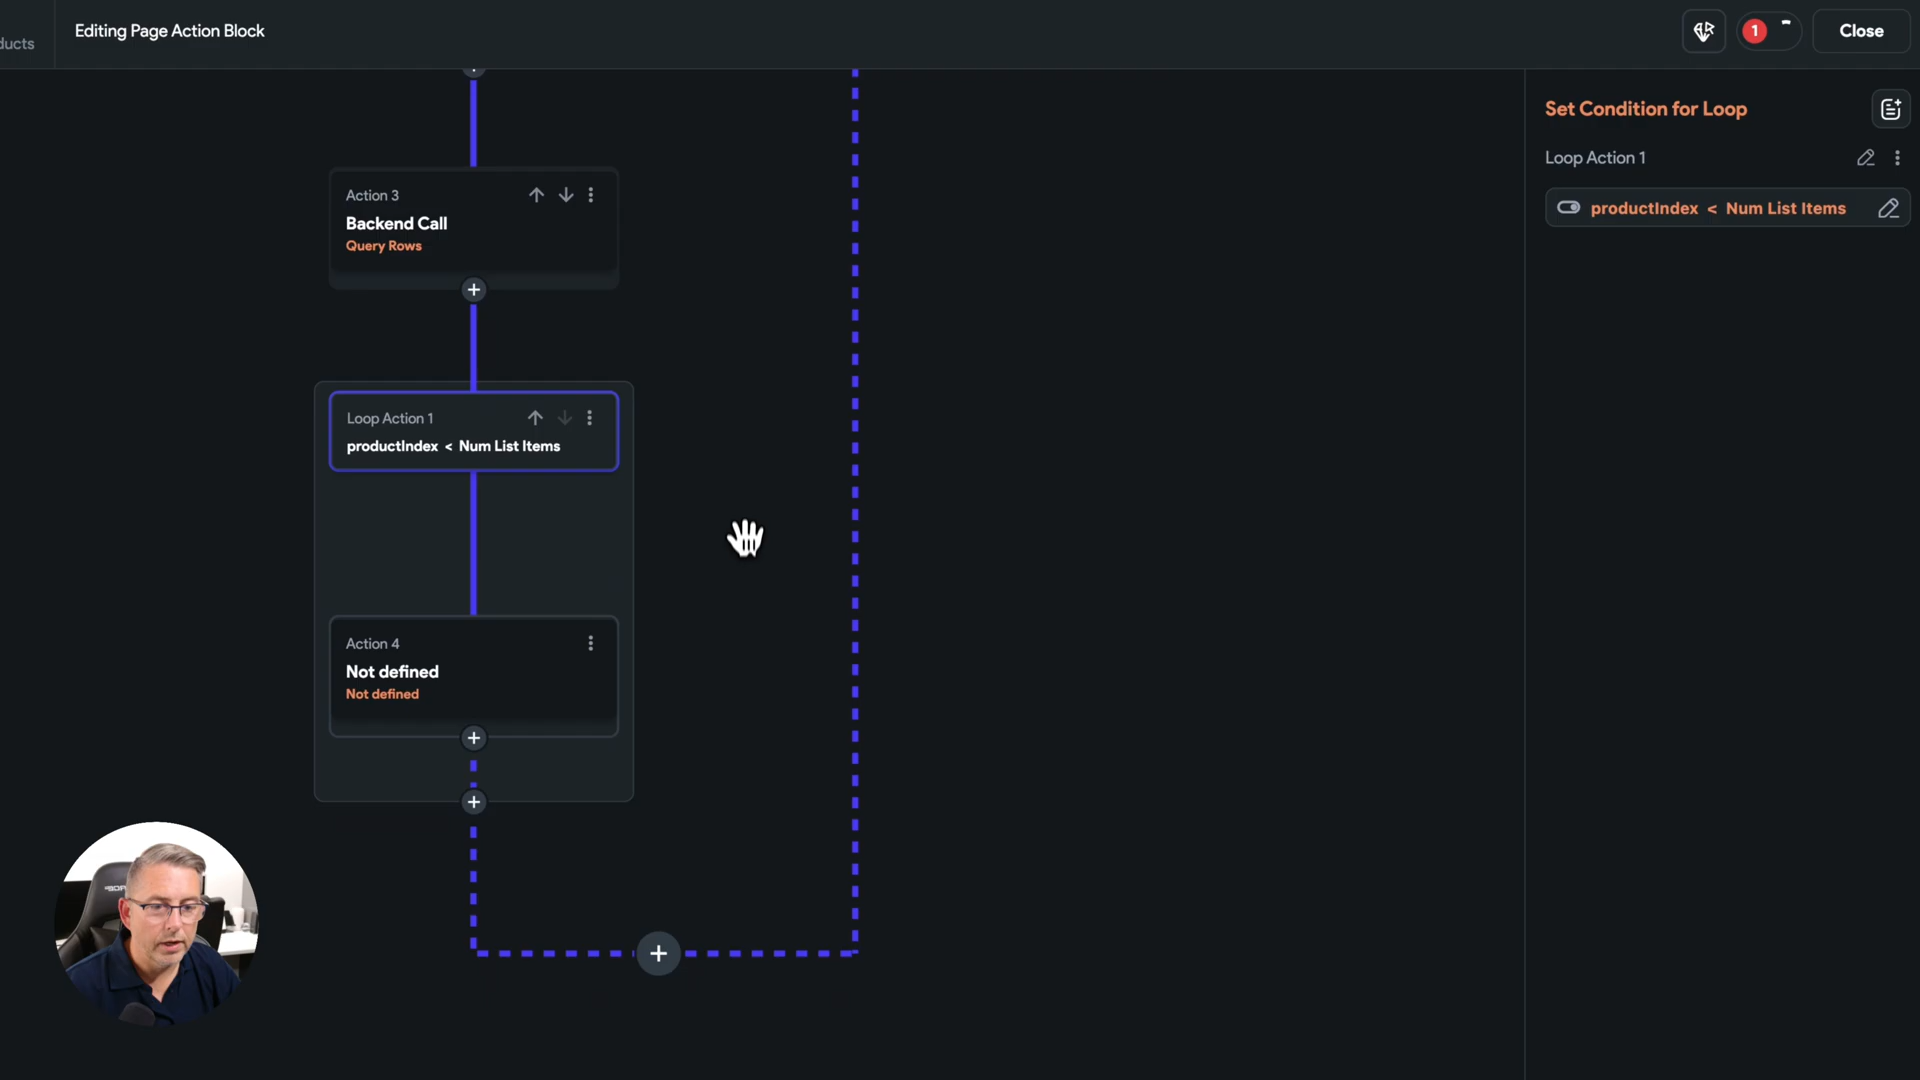 ducts
Editing Page Action Block
1
Close
Set Condition for Loop
Loop Action 1
productIndex < Num List Items
Action 3
Backend Call
Query Rows
Loop Action 1
productIndex < Num List Items
Action 4
Not defined
Not defined